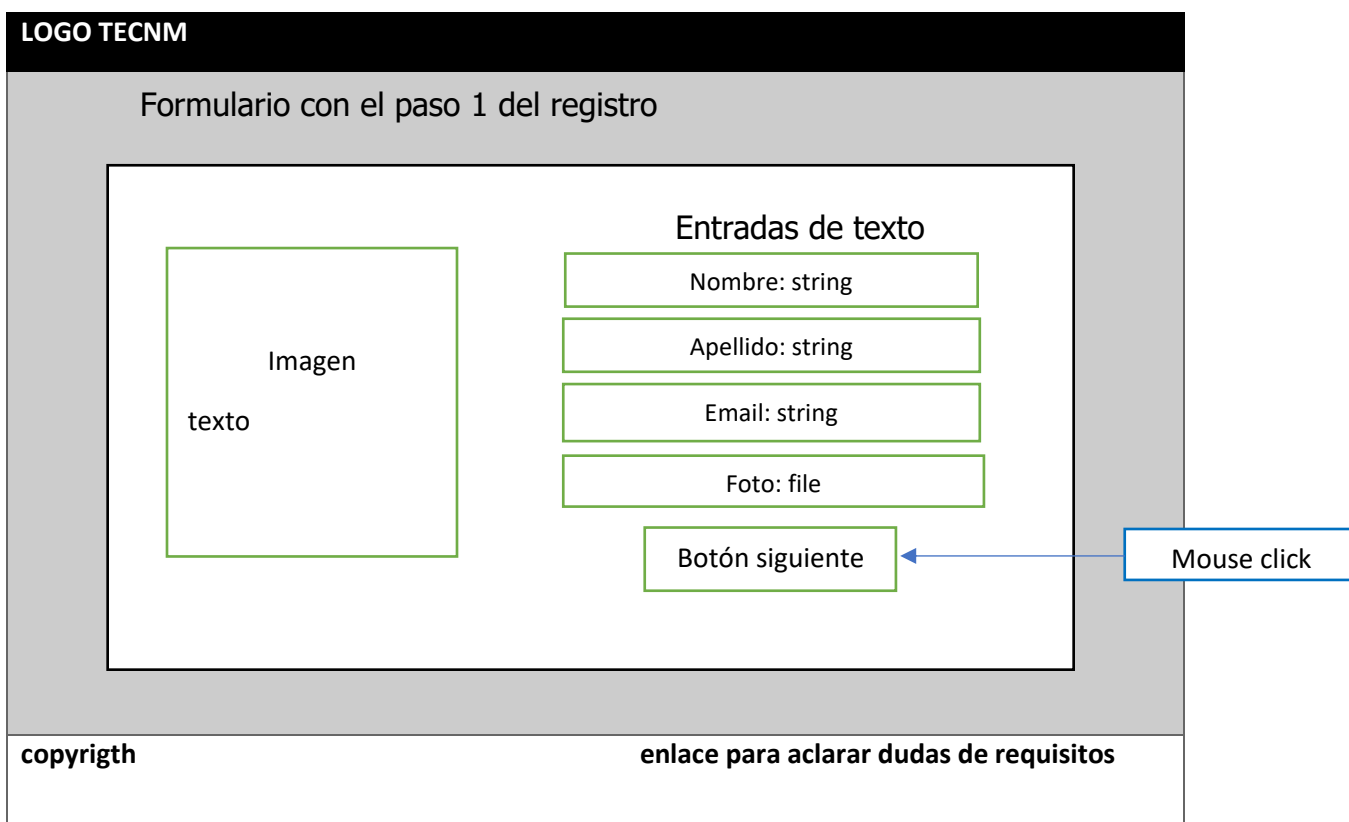 LOGO TECNM
Formulario con el paso 1 del registro
Imagen
texto
Entradas de texto
Nombre: string
Apellido: string
Email: string
Foto: file
Botón siguiente
Mouse click
copyrigth
enlace para aclarar dudas de requisitos